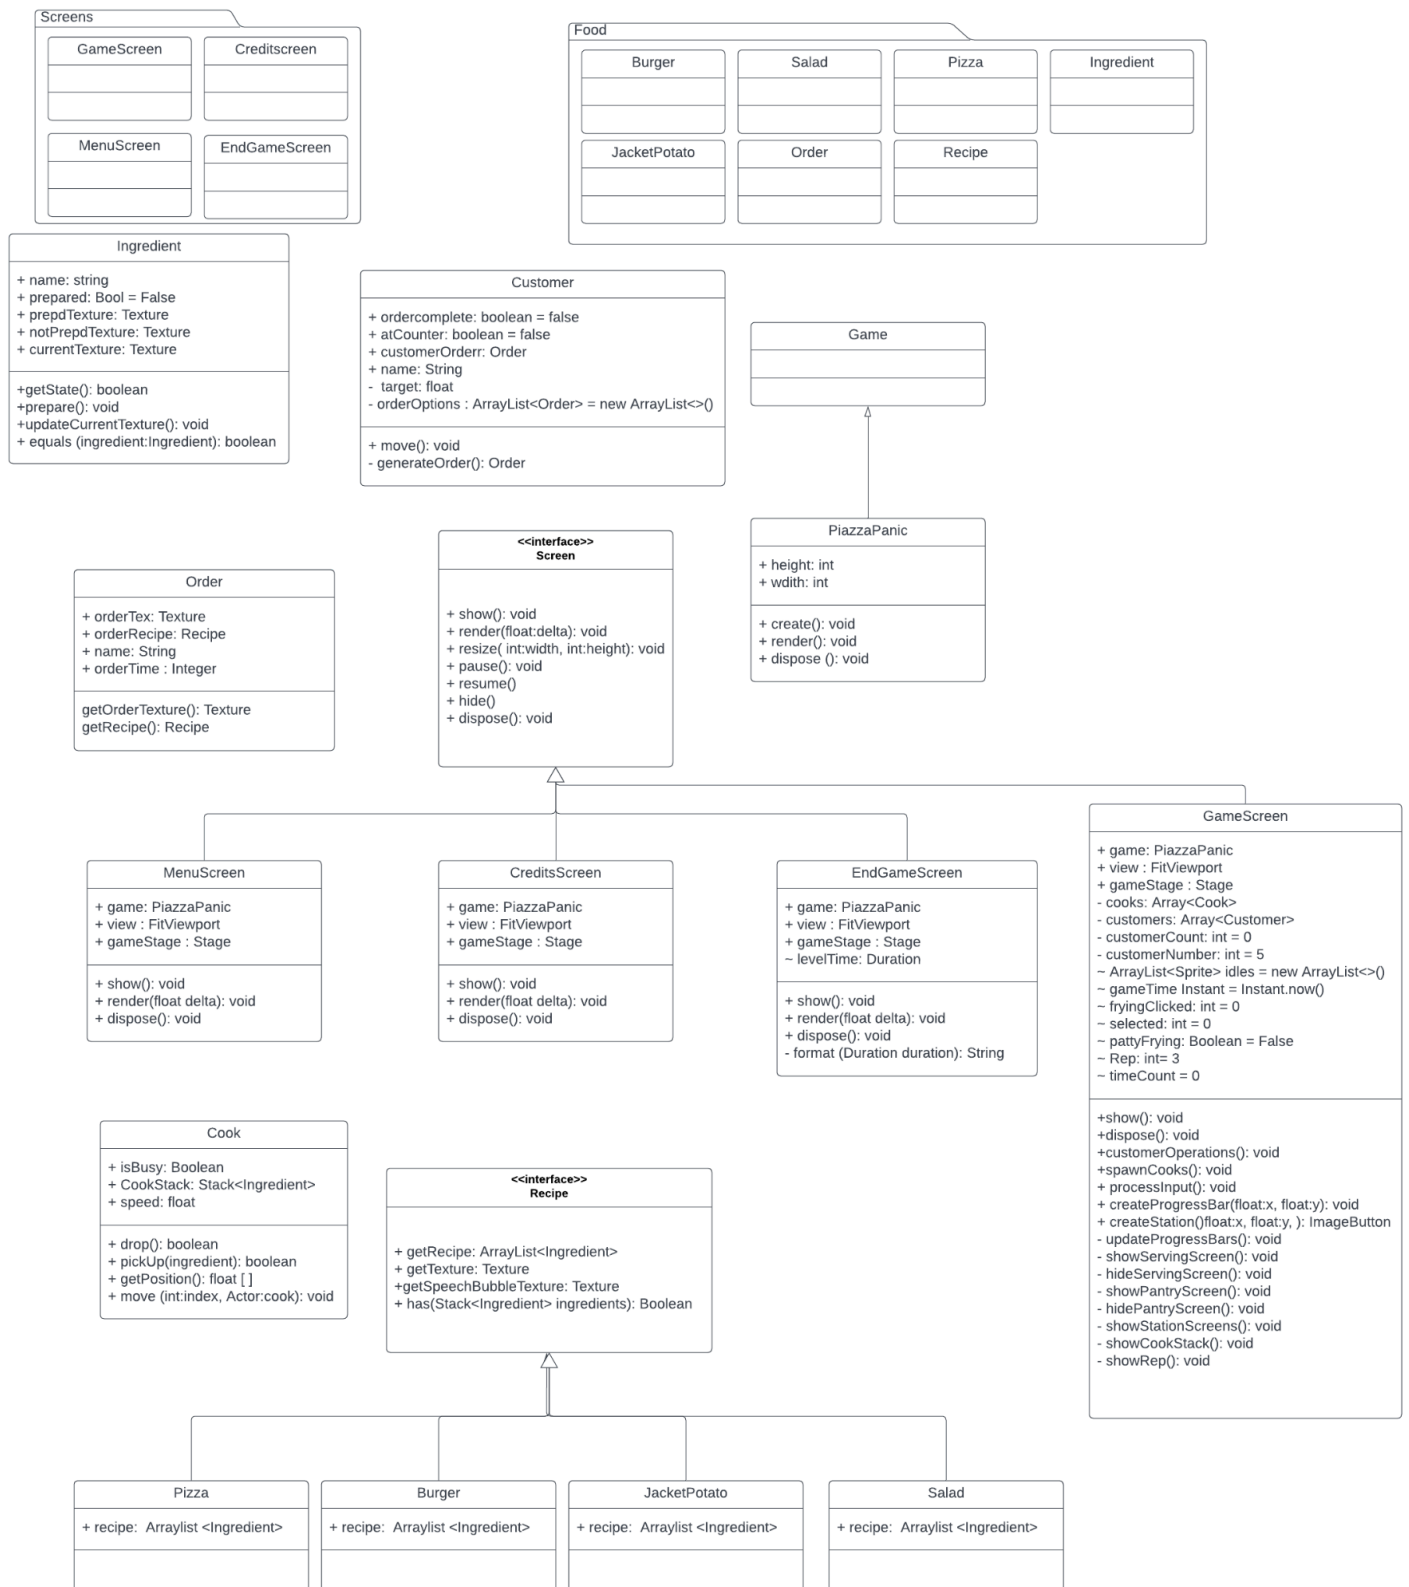 Screens
GameScreen
Creditscreen
MenuScreen
EndGameScreen
Food
Burger
Salad
Pizza
Ingredient
JacketPotato
Order
Recipe
Ingredient
+ name: string
+ prepared: Bool = False
+ prepdTexture: Texture
+ notPrepdTexture: Texture
+ currentTexture: Texture
+getState(): boolean
+prepare(): void
+updateCurrentTexture(): void
+ equals (ingredient:Ingredient): boolean
Customer
+ ordercomplete: boolean = false
+ atCounter: boolean = false
+ customerOrderr: Order
+ name: String
-  target: float
- orderOptions : ArrayList<Order> = new ArrayList<>()
+ move(): void
- generateOrder(): Order
Game
PiazzaPanic
+ height: int
+ wdith: int
+ create(): void
+ render(): void
+ dispose (): void
Order
+ orderTex: Texture
+ orderRecipe: Recipe
+ name: String
+ orderTime : Integer
getOrderTexture(): Texture
getRecipe(): Recipe
<<interface>>
Screen
+ show(): void
+ render(float:delta): void
+ resize( int:width, int:height): void
+ pause(): void
+ resume()
+ hide()
+ dispose(): void
MenuScreen
+ game: PiazzaPanic
+ view : FitViewport
+ gameStage : Stage
+ show(): void
+ render(float delta): void
+ dispose(): void
CreditsScreen
+ game: PiazzaPanic
+ view : FitViewport
+ gameStage : Stage
+ show(): void
+ render(float delta): void
+ dispose(): void
EndGameScreen
+ game: PiazzaPanic
+ view : FitViewport
+ gameStage : Stage
~ levelTime: Duration
+ show(): void
+ render(float delta): void
+ dispose(): void
- format (Duration duration): String
GameScreen
+ game: PiazzaPanic
+ view : FitViewport
+ gameStage : Stage
- cooks: Array<Cook>
- customers: Array<Customer>
- customerCount: int = 0
- customerNumber: int = 5
~ ArrayList<Sprite> idles = new ArrayList<>()
~ gameTime Instant = Instant.now()
~ fryingClicked: int = 0
~ selected: int = 0
~ pattyFrying: Boolean = False
~ Rep: int= 3
~ timeCount = 0
+show(): void
+dispose(): void
+customerOperations(): void
+spawnCooks(): void
+ processInput(): void
+ createProgressBar(float:x, float:y): void
+ createStation()float:x, float:y, ): ImageButton
- updateProgressBars(): void
- showServingScreen(): void
- hideServingScreen(): void
- showPantryScreen(): void
- hidePantryScreen(): void
- showStationScreens(): void
- showCookStack(): void
- showRep(): void
Cook
+ isBusy: Boolean
+ CookStack: Stack<Ingredient>
+ speed: float
+ drop(): boolean
+ pickUp(ingredient): boolean
+ getPosition(): float [ ]
+ move (int:index, Actor:cook): void
<<interface>>
Recipe
+ getRecipe: ArrayList<Ingredient>
+ getTexture: Texture
+getSpeechBubbleTexture: Texture
+ has(Stack<Ingredient> ingredients): Boolean
Pizza
+ recipe:  Arraylist <Ingredient>
Burger
+ recipe:  Arraylist <Ingredient>
JacketPotato
+ recipe:  Arraylist <Ingredient>
Salad
+ recipe:  Arraylist <Ingredient>